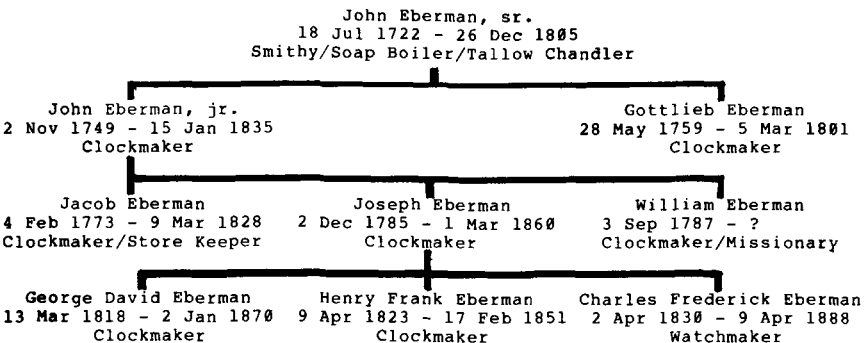 John Eberman, sr.
18 Jul 1722 - 26 Dec 1805
Smithy/Soap Boiler/Tallow Chandler
John Eberman, jr.
2 Nov 1749 - 15 Jan 1835
Clockmaker
Gottlieb Eberman
28 May 1759 - 5 Mar 1801
Clockmaker
Jacob Eberman
4 Feb 1773 - 9 Mar 1828
Clockmaker/Store Keeper
Joseph Eberman
2 Dec 1785 - 1 Mar 1860
Clockmaker
William Eberman
3 Sep 1787 - ?
Clockmaker/Missionary
George David Eberman
13 Mar 1818 - 2 Jan 1870
Clockmaker
Henry Frank Eberman
9 Apr 1823 - 17 Feb 1851
Clockmaker
Charles Frederick Eberman
2 Apr 1830 - 9 Apr 1888
Watchmaker